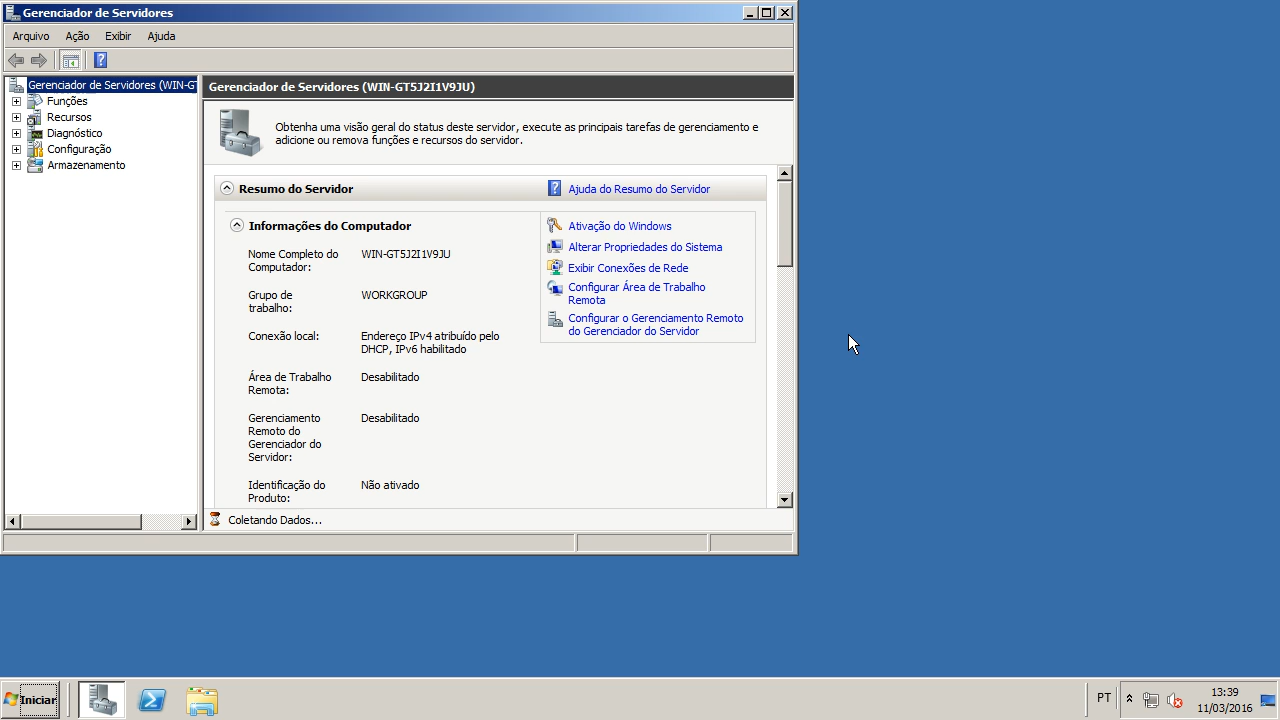 Gerenciador de Servidores
Arquivo Ação Exibir Ajuda
Gerenciador de Servidores (WIN-GT
Funções
Recursos
Diagnóstico
Configuração
Armazenamento
Gerenciador de Servidores (WIN-GT5J2I1V9JU)
Obtenha uma visão geral do status deste servidor, execute as principais tarefas de gerenciamento e
adicione ou remova funções e recursos do servidor.
Resumo do Servidor
Ajuda do Resumo do Servidor
Informações do Computador
Nome Completo do
Computador:
WIN-GT5J2I1V9JU
Grupo de
trabalho:
WORKGROUP
Conexão local:
Endereço IPv4 atribuído pelo
DHCP, IPv6 habilitado
Área de Trabalho
Remota:
Desabilitado
Gerenciamento
Remoto do
Gerenciador do
Servidor:
Desabilitado
Identificação do
Produto:
Não ativado
Ativação do Windows
Alterar Propriedades do Sistema
Exibir Conexões de Rede
Configurar Área de Trabalho
Remota
Configurar o Gerenciamento Remoto
do Gerenciador do Servidor
Coletando Dados...
Iniciar
PT
13:39
11/03/2016